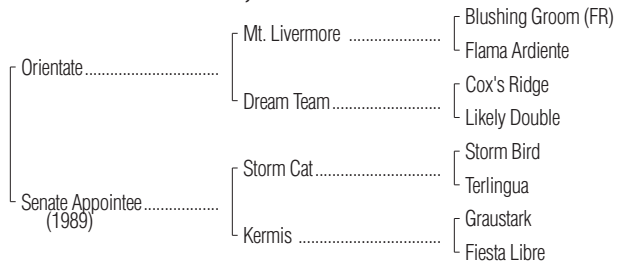 Blushing Groom (FR)
Mt. Livermore ......................
Flama Ardiente
Orientate................................
Cox's Ridge
Dream Team..........................
Likely Double
Storm Bird
Storm Cat..............................
Terlingua
Senate Appointee..................
(1989)
Graustark
Kermis ..................................
Fiesta Libre